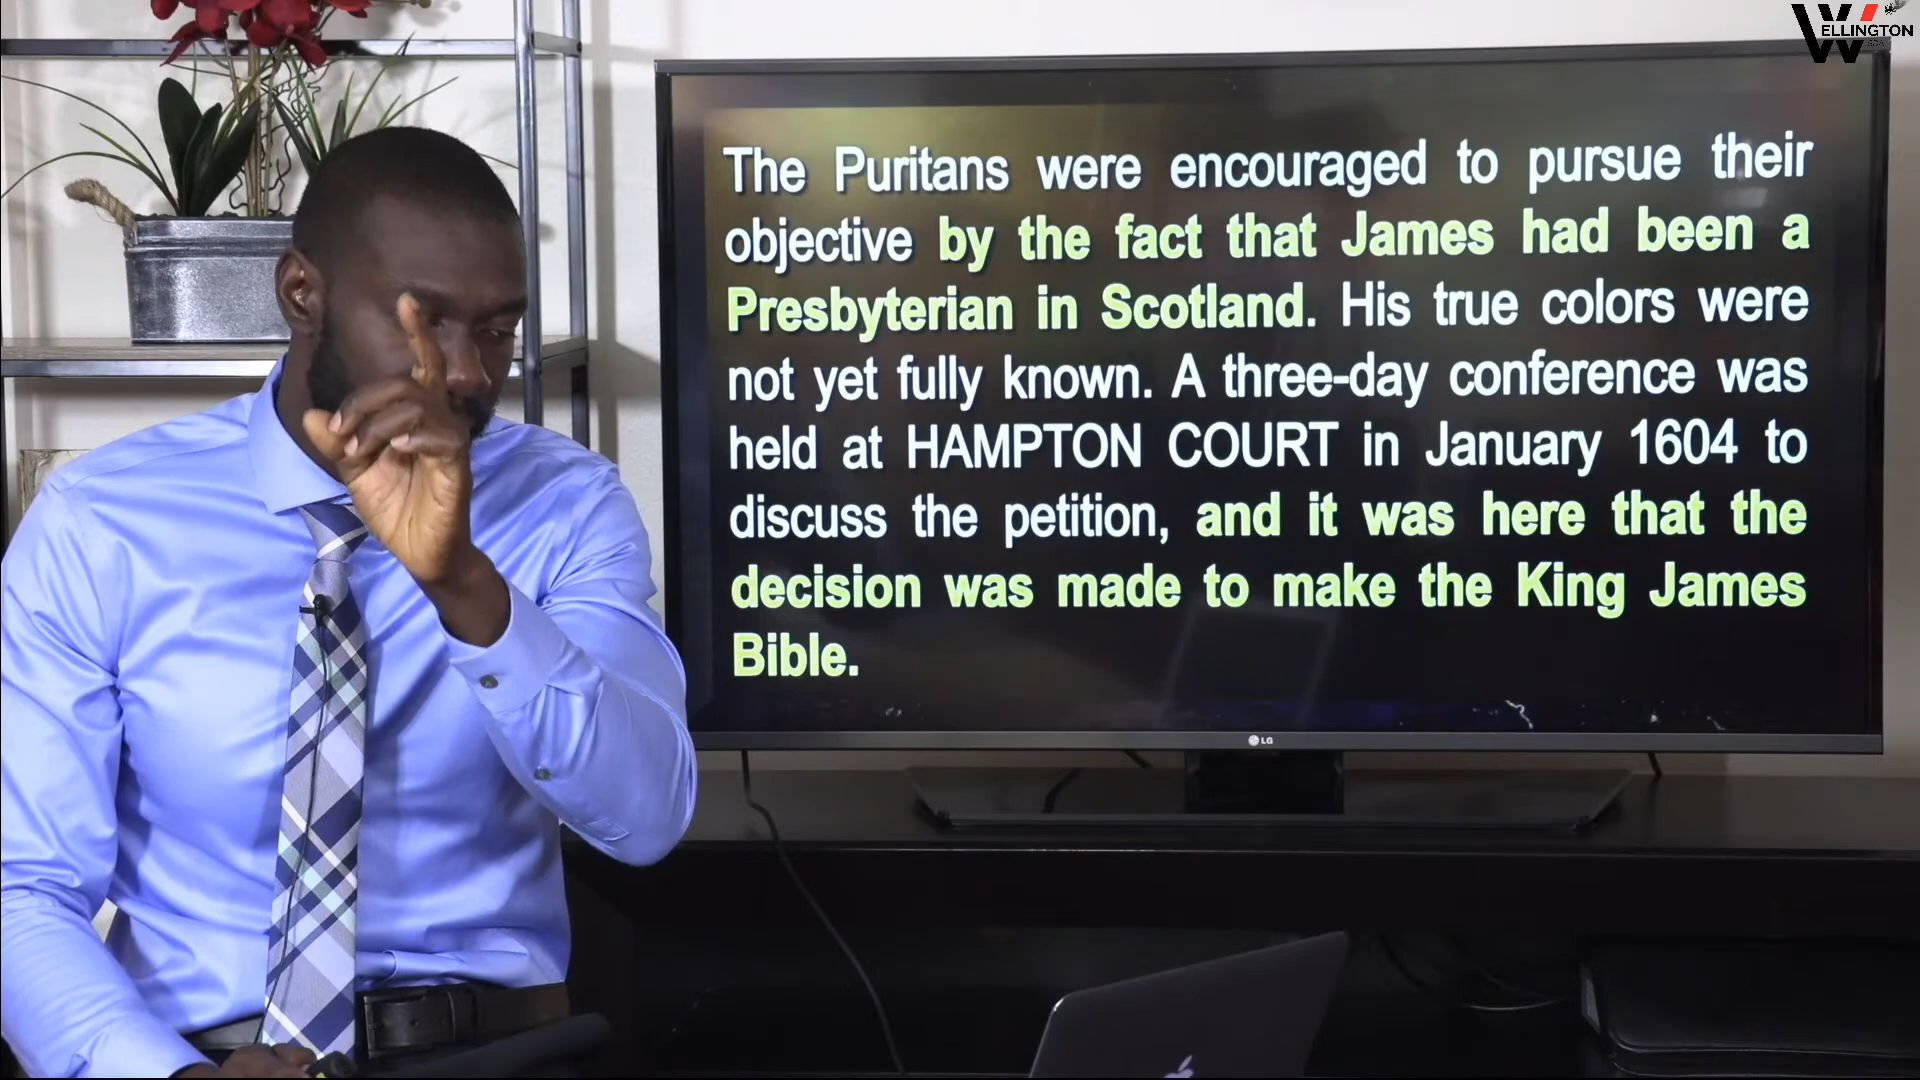 WELLINGTON
The Puritans were encouraged to pursue their
objective by the fact that James had been a
Presbyterian in Scotland. His true colors were
not yet fully known. A three-day conference was
held at HAMPTON COURT in January 1604 to
discuss the petition, and it was here that the
decision was made to make the King James
Bible.
LG